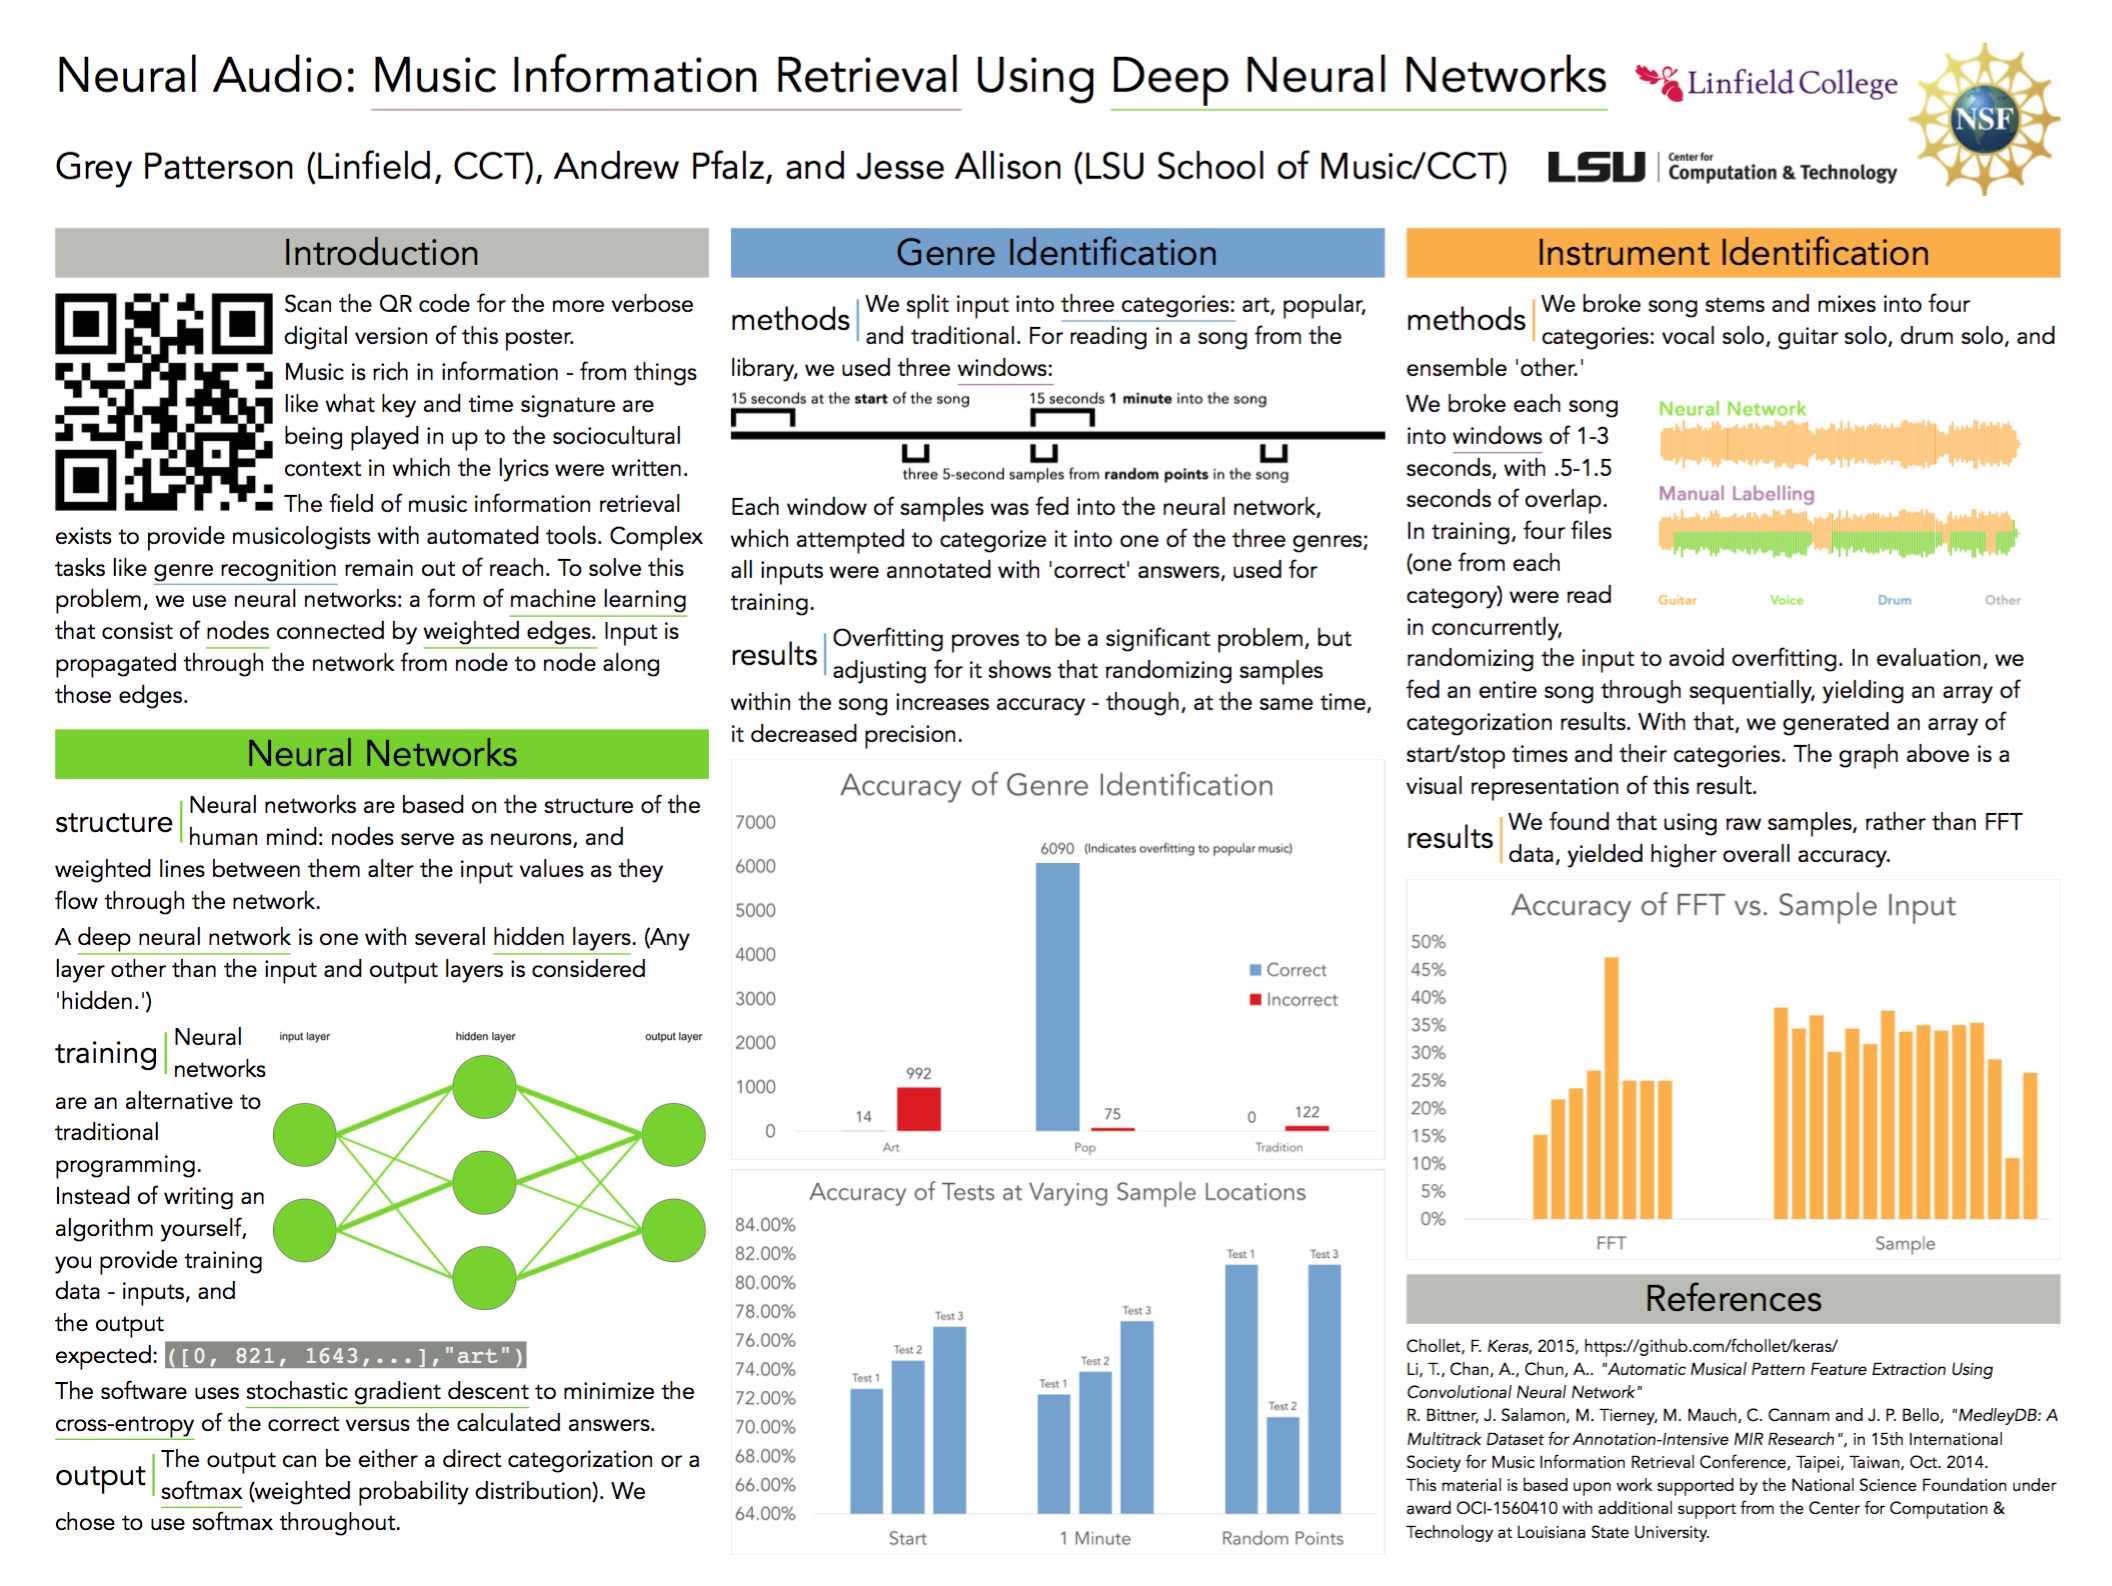 Neural Audio: Music Information Retrieval Using Deep Neural Networks
Linfield College
NSF
Grey Patterson (Linfield, CCT), Andrew Pfalz, and Jesse Allison (LSU School of Music/CCT)
LSU
Center for
Computation & Technology
Introduction
Scan the QR code for the more verbose
digital version of this poster.
Music is rich in information - from things
like what key and time signature are
being played in up to the sociocultural
context in which the lyrics were written.
The field of music information retrieval
exists to provide musicologists with automated tools. Complex
tasks like genre recognition remain out of reach. To solve this
problem, we use neural networks: a form of machine learning
that consist of nodes connected by weighted edges. Input is
propagated through the network from node to node along
those edges.
Neural Networks
structure
Neural networks are based on the structure of the
human mind: nodes serve as neurons, and
weighted lines between them alter the input values as they
flow through the network.
A deep neural network is one with several hidden layers. (Any
layer other than the input and output layers is considered
'hidden.')
training
Neural
networks
are an alternative to
traditional
programming.
Instead of writing an
algorithm yourself,
you provide training
data - inputs, and
the output
expected: ([0, 821, 1643,...],"art")
input layer
hidden layer
output layer
The software uses stochastic gradient descent to minimize the
cross-entropy of the correct versus the calculated answers.
output
The output can be either a direct categorization or a
softmax (weighted probability distribution). We
chose to use softmax throughout.
Genre Identification
methods
We split input into three categories: art, popular,
and traditional. For reading in a song from the
library, we used three windows:
15 seconds at the start of the song
15 seconds 1 minute into the song
three 5-second samples from random points in the song
Each window of samples was fed into the neural network,
which attempted to categorize it into one of the three genres;
all inputs were annotated with 'correct' answers, used for
training.
results
Overfitting proves to be a significant problem, but
adjusting for it shows that randomizing samples
within the song increases accuracy - though, at the same time,
it decreased precision.
Accuracy of Genre Identification
7000
6000
5000
4000
3000
2000
1000
0
6090 (Indicates overfitting to popular music)
Correct
Incorrect
14
992
75
0
122
Art
Pop
Tradition
Accuracy of Tests at Varying Sample Locations
84.00%
82.00%
80.00%
78.00%
76.00%
74.00%
72.00%
70.00%
68.00%
66.00%
64.00%
Test 1
Test 2
Test 3
Test 1
Test 2
Test 3
Test 1
Test 2
Test 3
Start
1 Minute
Random Points
Instrument Identification
methods
We broke song stems and mixes into four
categories: vocal solo, guitar solo, drum solo, and
ensemble 'other.'
We broke each song
into windows of 1-3
seconds, with .5-1.5
seconds of overlap.
In training, four files
(one from each
category) were read
in concurrently,
Neural Network
Manual Labelling
Guitar
Voice
Drum
Other
randomizing the input to avoid overfitting. In evaluation, we
fed an entire song through sequentially, yielding an array of
categorization results. With that, we generated an array of
start/stop times and their categories. The graph above is a
visual representation of this result.
results
We found that using raw samples, rather than FFT
data, yielded higher overall accuracy.
Accuracy of FFT vs. Sample Input
50%
45%
40%
35%
30%
25%
20%
15%
10%
5%
0%
FFT
Sample
References
Chollet, F. Keras, 2015, https://github.com/fchollet/keras/
Li, T., Chan, A., Chun, A.. "Automatic Musical Pattern Feature Extraction Using
Convolutional Neural Network"
R. Bittner, J. Salamon, M. Tierney, M. Mauch, C. Cannam and J. P. Bello, "MedleyDB: A
Multitrack Dataset for Annotation-Intensive MIR Research", in 15th International
Society for Music Information Retrieval Conference, Taipei, Taiwan, Oct. 2014.
This material is based upon work supported by the National Science Foundation under
award OCI-1560410 with additional support from the Center for Computation &
Technology at Louisiana State University.